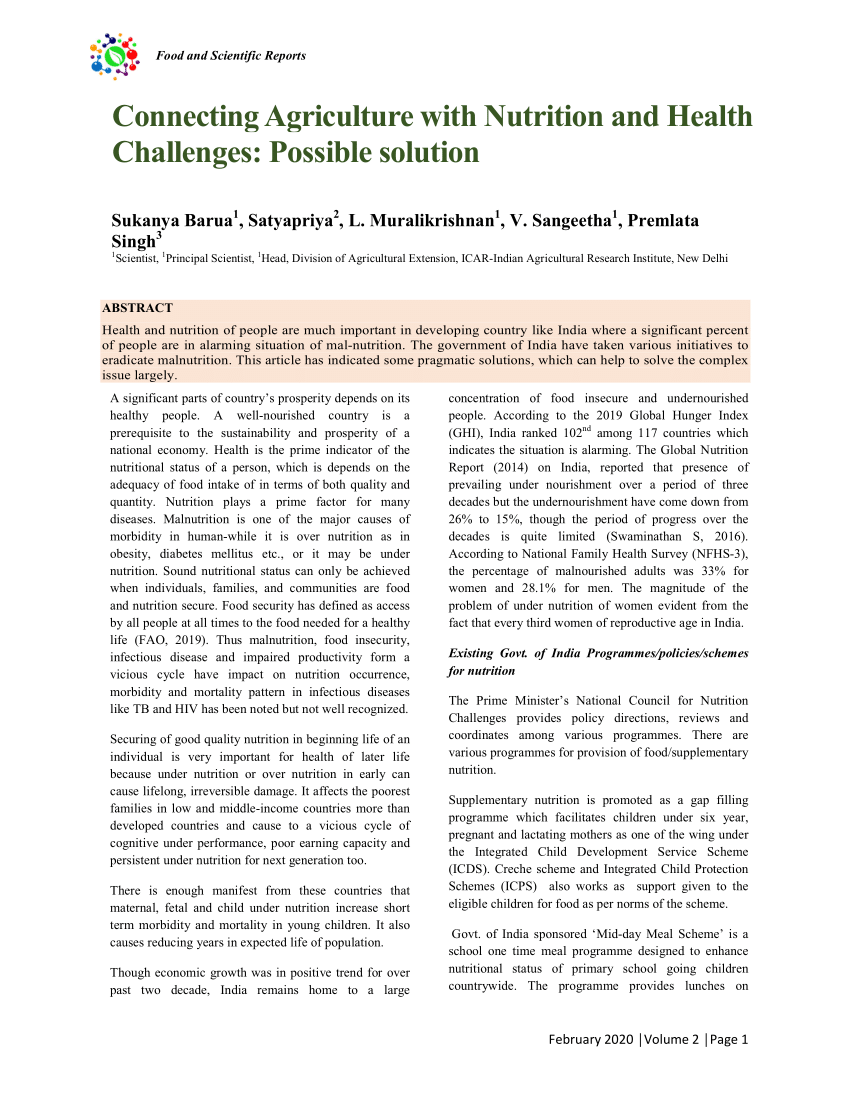 Food and Scientific Reports
Connecting Agriculture with Nutrition and Health
Challenges: Possible solution
Sukanya Barua1, Satyapriya2, L. Muralikrishnan1, V. Sangeetha1, Premlata
Singh3
1Scientist, 1Principal Scientist, 1Head, Division of Agricultural Extension, ICAR-Indian Agricultural Research Institute, New Delhi
ABSTRACT
Health and nutrition of people are much important in developing country like India where a significant percent
of people are in alarming situation of mal-nutrition. The government of India have taken various initiatives to
eradicate malnutrition. This article has indicated some pragmatic solutions, which can help to solve the complex
issue largely.
A significant parts of country's prosperity depends on its
healthy people. A well-nourished country is a
prerequisite to the sustainability and prosperity of a
national economy. Health is the prime indicator of the
nutritional status of a person, which is depends on the
adequacy of food intake of in terms of both quality and
quantity. Nutrition plays a prime factor for many
diseases. Malnutrition is one of the major causes of
morbidity in human-while it is over nutrition as in
obesity, diabetes mellitus etc., or it may be under
nutrition. Sound nutritional status can only be achieved
when individuals, families, and communities are food
and nutrition secure. Food security has defined as access
by all people at all times to the food needed for a healthy
life (FAO, 2019). Thus malnutrition, food insecurity,
infectious disease and impaired productivity form a
vicious cycle have impact on nutrition occurrence,
morbidity and mortality pattern in infectious diseases
like TB and HIV has been noted but not well recognized.
Securing of good quality nutrition in beginning life of an
individual is very important for health of later life
because under nutrition or over nutrition in early can
cause lifelong, irreversible damage. It affects the poorest
families in low and middle-income countries more than
developed countries and cause to a vicious cycle of
cognitive under performance, poor earning capacity and
persistent under nutrition for next generation too.
There is enough manifest from these countries that
maternal, fetal and child under nutrition increase short
term morbidity and mortality in young children. It also
causes reducing years in expected life of population.
Though economic growth was in positive trend for over
past two decade, India remains home to a large
concentration of food insecure and undernourished
people. According to the 2019 Global Hunger Index
(GHI), India ranked 102nd among 117 countries which
indicates the situation is alarming. The Global Nutrition
Report (2014) on India, reported that presence of
prevailing under nourishment over a period of three
decades but the undernourishment have come down from
26% to 15%, though the period of progress over the
decades is quite limited (Swaminathan S, 2016).
According to National Family Health Survey (NFHS-3),
the percentage of malnourished adults was 33% for
women and 28.1% for men. The magnitude of the
problem of under nutrition of women evident from the
fact that every third women of reproductive age in India.
Existing Govt. of India Programmes/policies/schemes
for nutrition
The Prime Minister's National Council for Nutrition
Challenges provides policy directions, reviews and
coordinates among various programmes. There are
various programmes for provision of food/supplementary
nutrition.
Supplementary nutrition is promoted as a gap filling
programme which facilitates children under six year,
pregnant and lactating mothers as one of the wing under
the Integrated Child Development Service Scheme
(ICDS). Creche scheme and Integrated Child Protection
Schemes (ICPS) also works as support given to the
eligible children for food as per norms of the scheme.
Govt. of India sponsored 'Mid-day Meal Scheme' is a
school one time meal programme designed to enhance
nutritional status of primary school going children
countrywide. The programme provides lunches on
February 2020 |Volume 2 |Page 1